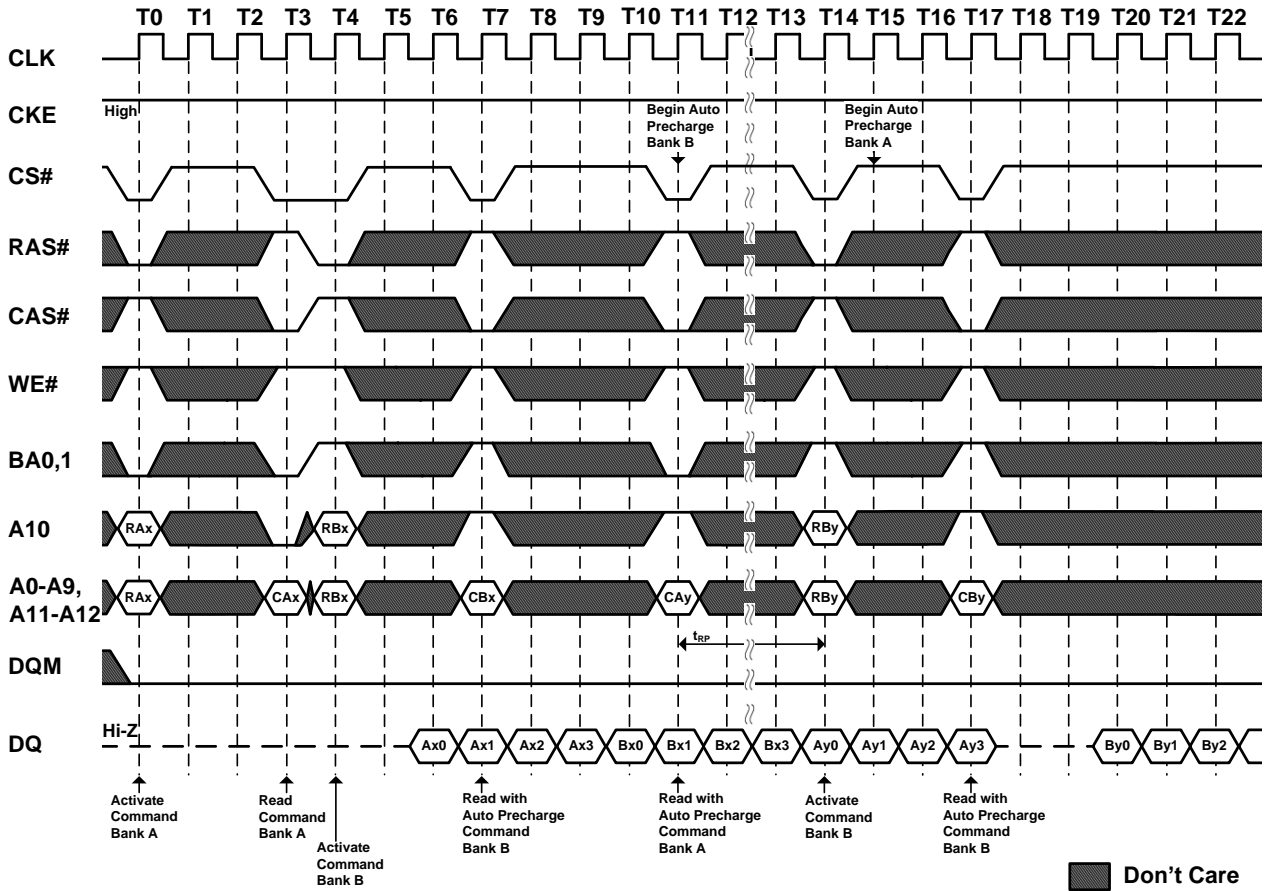 T0 T1 T2 T3 T4 T5 T6 T7 T8 T9 T10 T11 T12 T13 T14 T15 T16 T17 T18 T19 T20 T21 T22
CLK
CKE
High
Begin Auto
Precharge
Bank B
Begin Auto
Precharge
Bank A
CS#
RAS#
CAS#
WE#
BA0,1
A10
RAx RBx RBy
A0-A9,
A11-A12
RAx CAx RBx CBx CAy RBy CBy
tRP
DQM
DQ
Hi-Z
Ax0 Ax1 Ax2 Ax3 Bx0 Bx1 Bx2 Bx3 Ay0 Ay1 Ay2 Ay3 By0 By1 By2
Activate
Command
Bank A
Read
Command
Bank A
Activate
Command
Bank B
Read with
Auto Precharge
Command
Bank B
Read with
Auto Precharge
Command
Bank A
Activate
Command
Bank B
Read with
Auto Precharge
Command
Bank B
Don't Care